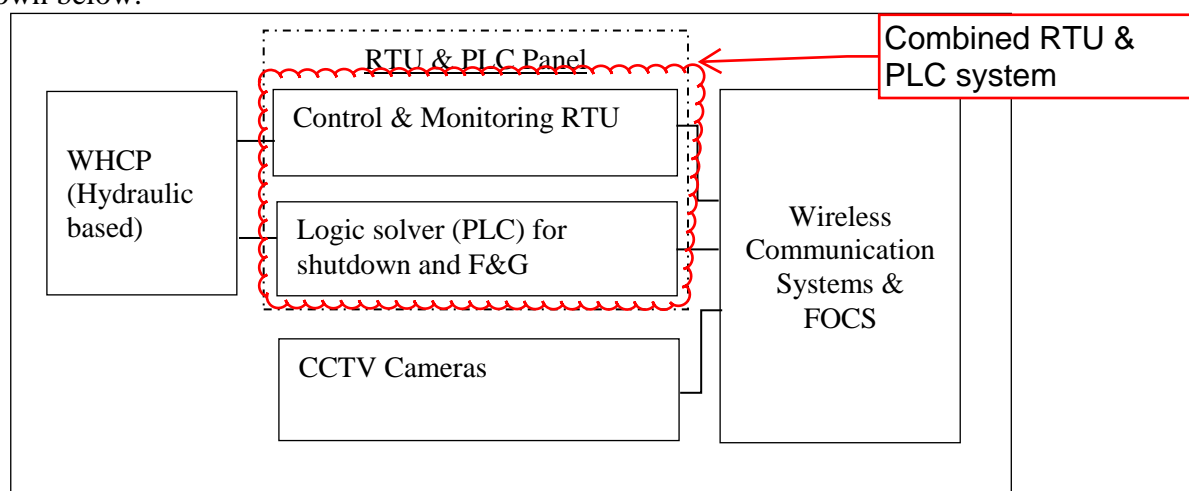 own below:
Combined RTU &
PLC system
RTU & PLC Panel
Control & Monitoring RTU
WHCP
(Hydraulic
based)
Logic solver (PLC) for
shutdown and F&G
Wireless
Communication
Systems &
FOCS
CCTV Cameras